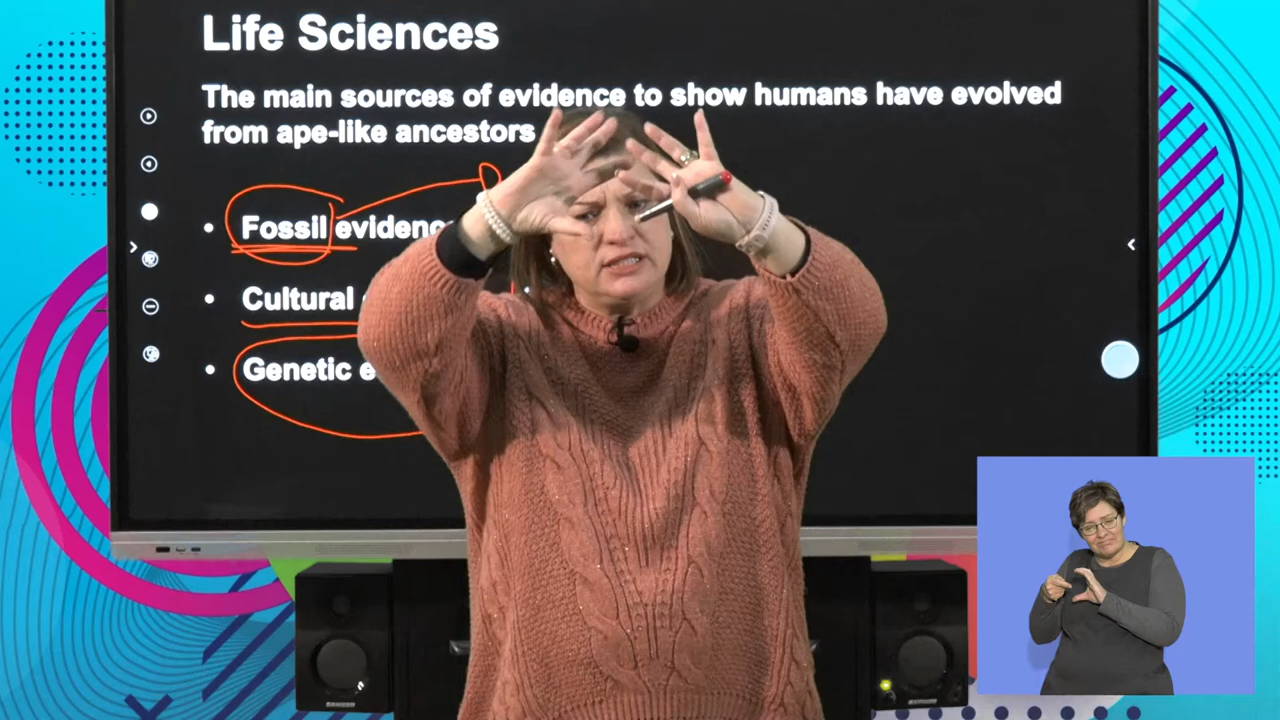 Life Sciences
The main sources of evidence to show humans have evolved
from ape-like ancestors
• Fossil
• Cultural
• Genetic